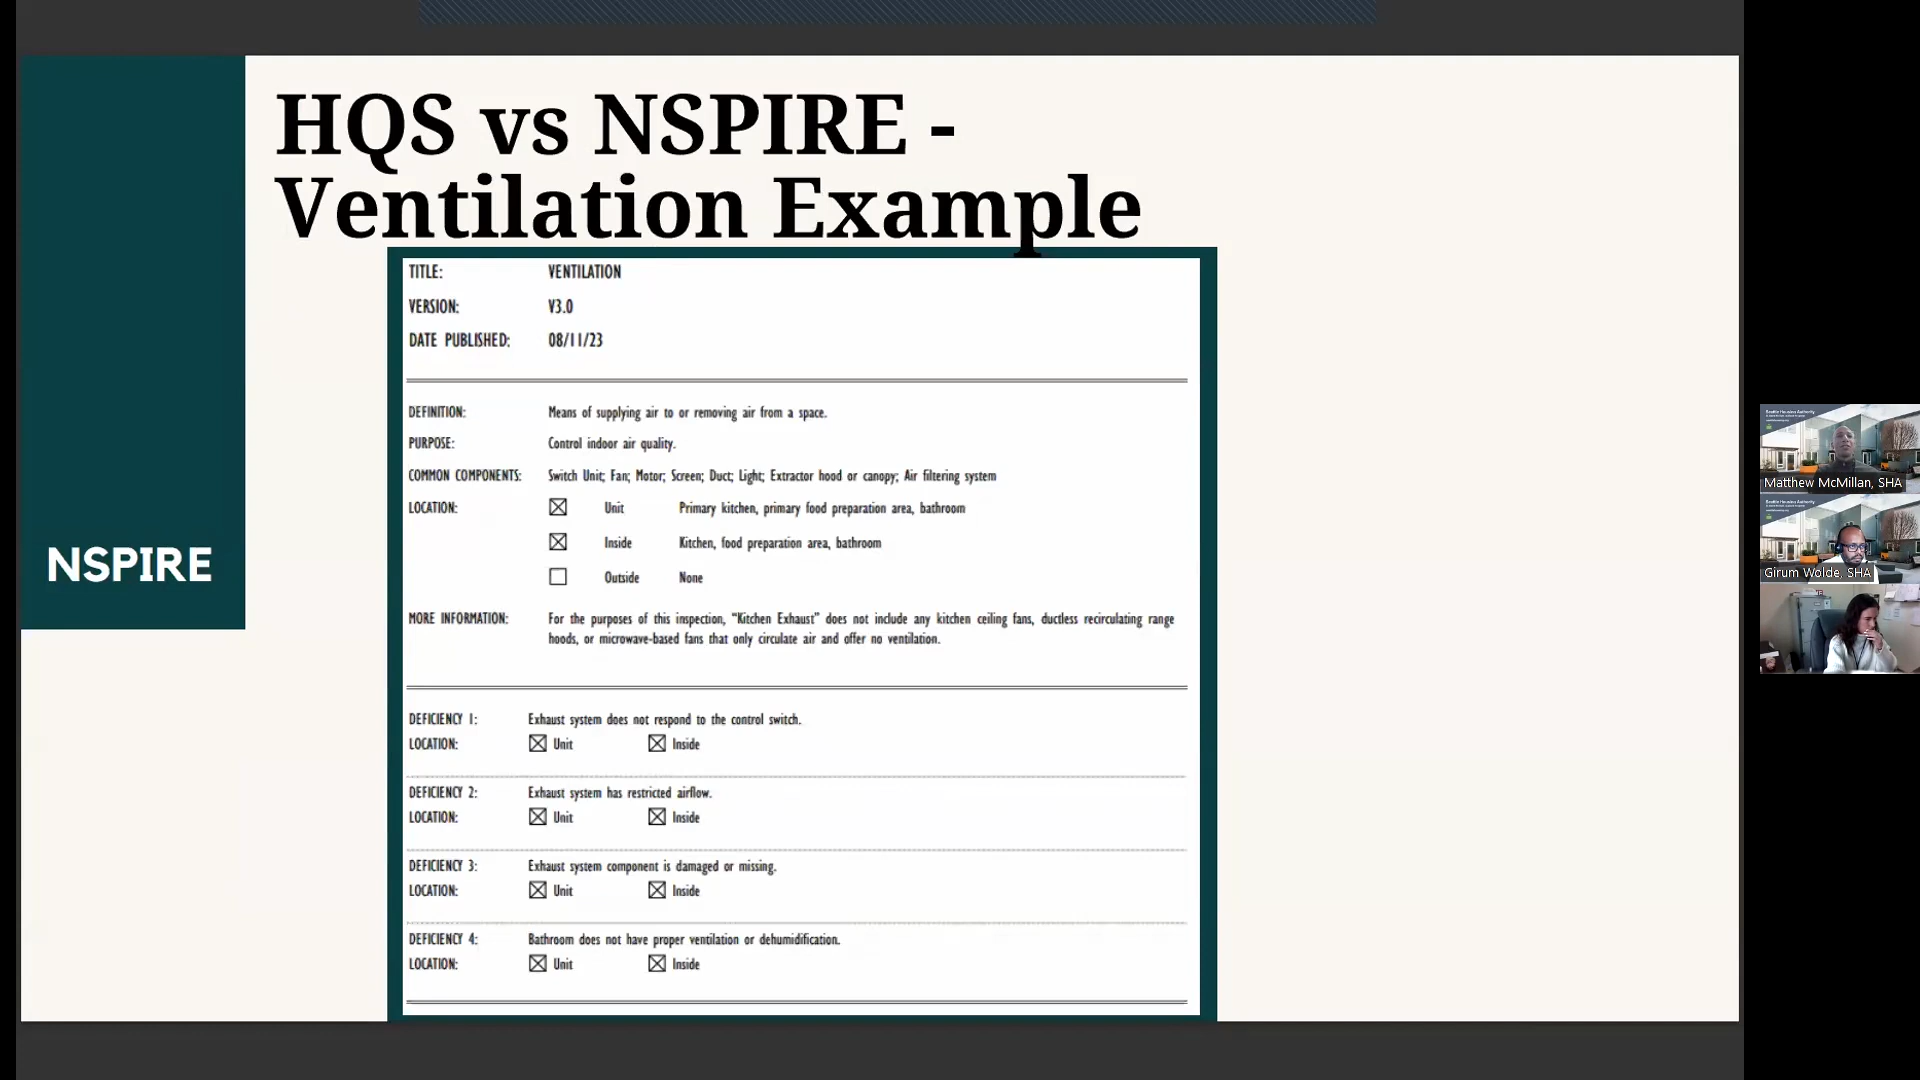 HQS vs NSPIRE -
Ventilation Example
NSPIRE
TITLE: VENTILATION
VERSION: V3.0
DATE PUBLISHED: 08/11/23
DEFINITION: Means of supplying air to or removing air from a space.
PURPOSE: Control indoor air quality.
COMMON COMPONENTS: Switch Unit; Fan; Motor; Screen; Duct; Light; Extractor hood or canopy; Air filtering system
LOCATION: ☒ Unit Primary kitchen, primary food preparation area, bathroom
☒ Inside Kitchen, food preparation area, bathroom
☐ Outside None
MORE INFORMATION: For the purposes of this inspection, “Kitchen Exhaust” does not include any kitchen ceiling fans, ductless recirculating range
hoods, or microwave-based fans that only circulate air and offer no ventilation.
DEFICIENCY 1: Exhaust system does not respond to the control switch.
LOCATION: ☒ Unit ☒ Inside
DEFICIENCY 2: Exhaust system has restricted airflow.
LOCATION: ☒ Unit ☒ Inside
DEFICIENCY 3: Exhaust system component is damaged or missing.
LOCATION: ☒ Unit ☒ Inside
DEFICIENCY 4: Bathroom does not have proper ventilation or dehumidification.
LOCATION: ☒ Unit ☒ Inside
Seattle Housing Authority
Matthew McMillan, SHA
Seattle Housing Authority
Girum Wolde, SHA